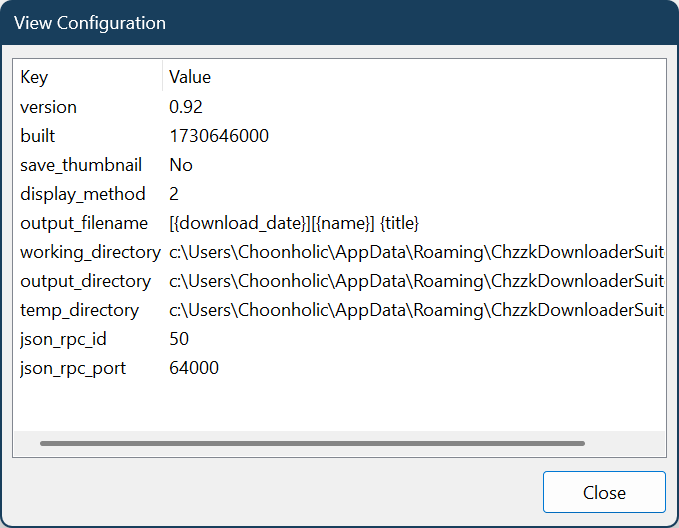 View Configuration
Key Value
version 0.92
built 1730646000
save_thumbnail No
display_method 2
output_filename [{download_date}][{name}] {title}
working_directory c:\Users\Choonholic\AppData\Roaming\ChzzkDownloaderSuit
output_directory c:\Users\Choonholic\AppData\Roaming\ChzzkDownloaderSuit
temp_directory c:\Users\Choonholic\AppData\Roaming\ChzzkDownloaderSuit
json_rpc_id 50
json_rpc_port 64000
Close